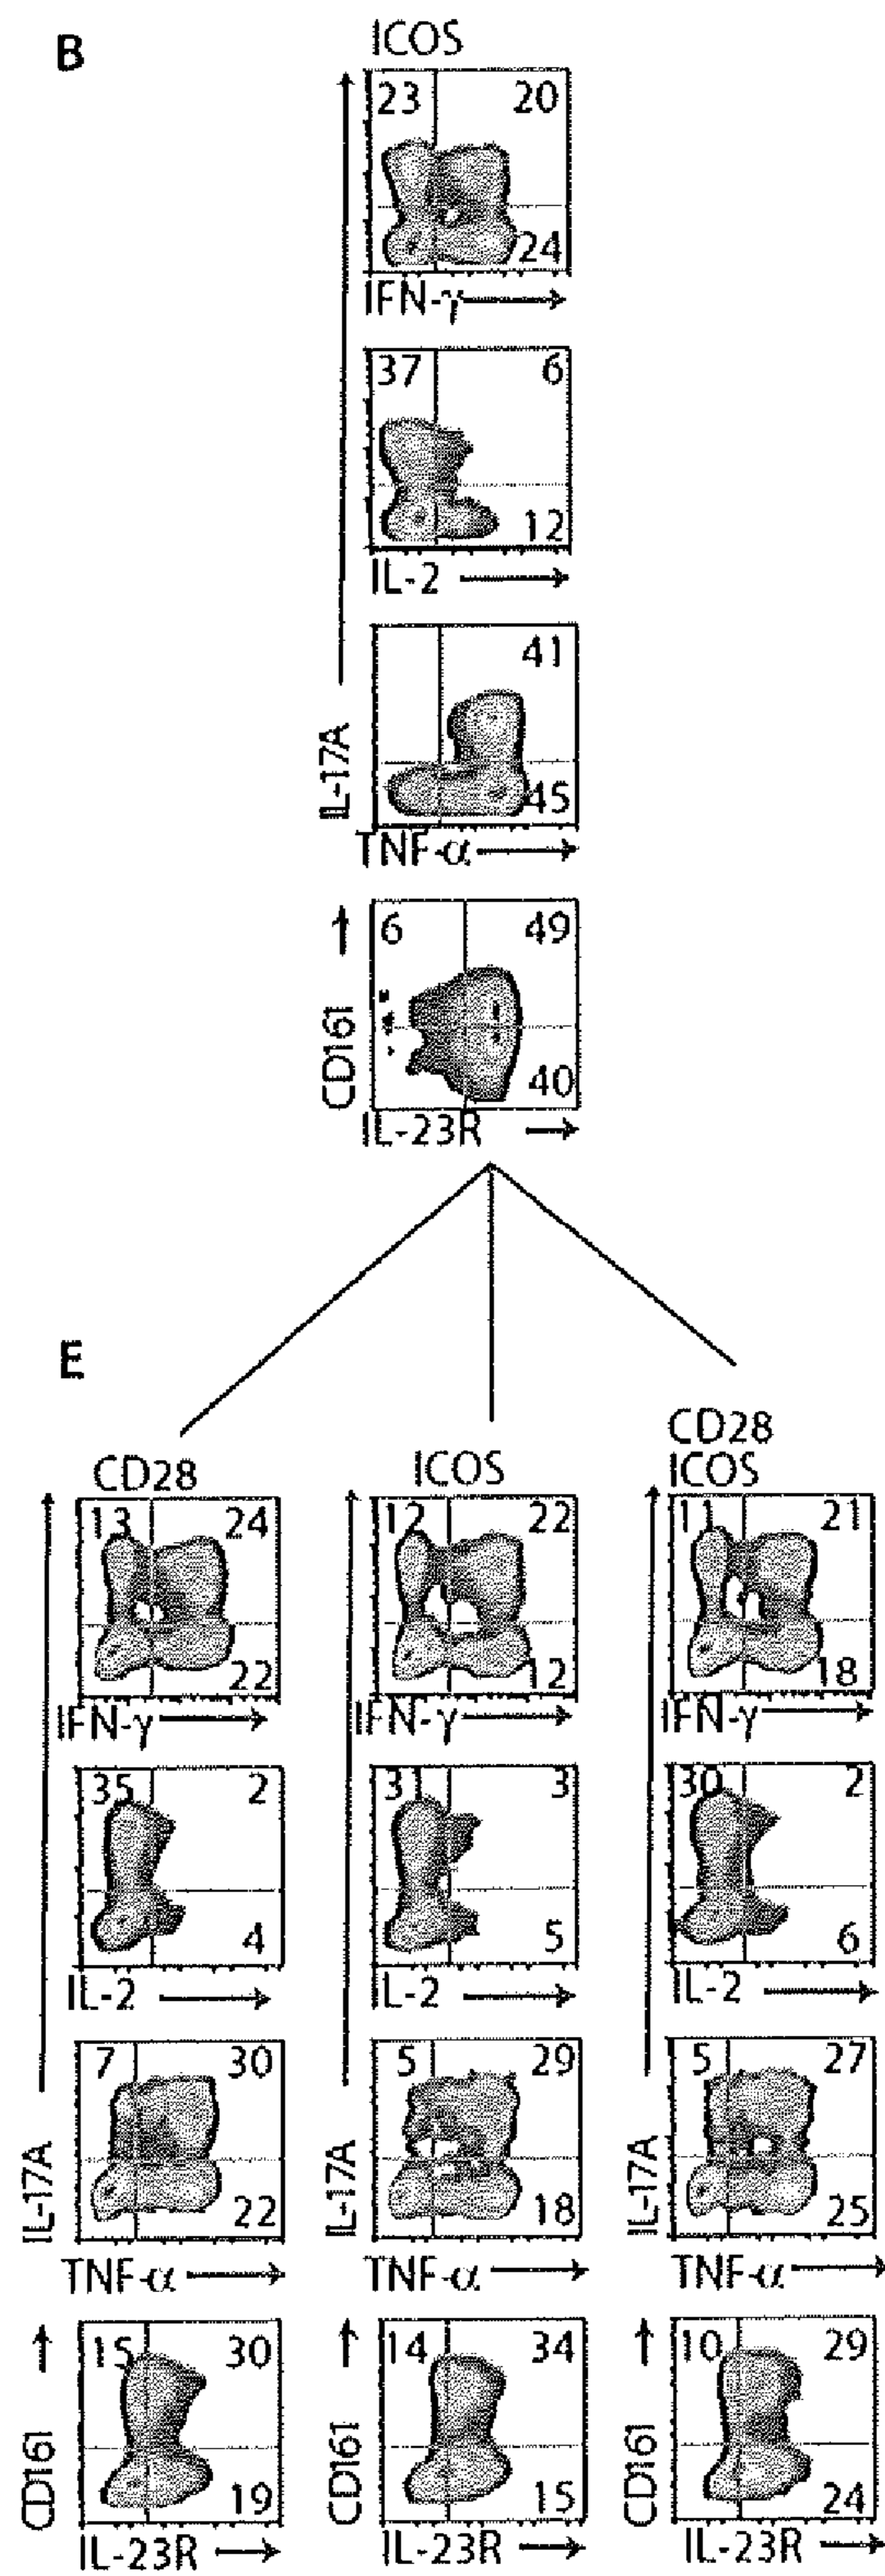 B
ICOS
23 20
24
IFN-γ
37 6
12
IL-2
41
45
IL-17A
TNF-α
6 49
40
CD161
IL-23R
E
CD28 ICOS CD28
ICOS
13 24 12 22 11 21
22 12 18
IFN-γ IFN-γ IFN-γ
35 2 31 3 30 2
4 5 6
IL-2 IL-2 IL-2
7 30 5 29 5 27
22 18 25
IL-17A IL-17A IL-17A
TNF-α TNF-α TNF-α
15 30 14 34 10 29
19 15 24
CD161 CD161 CD161
IL-23R IL-23R IL-23R